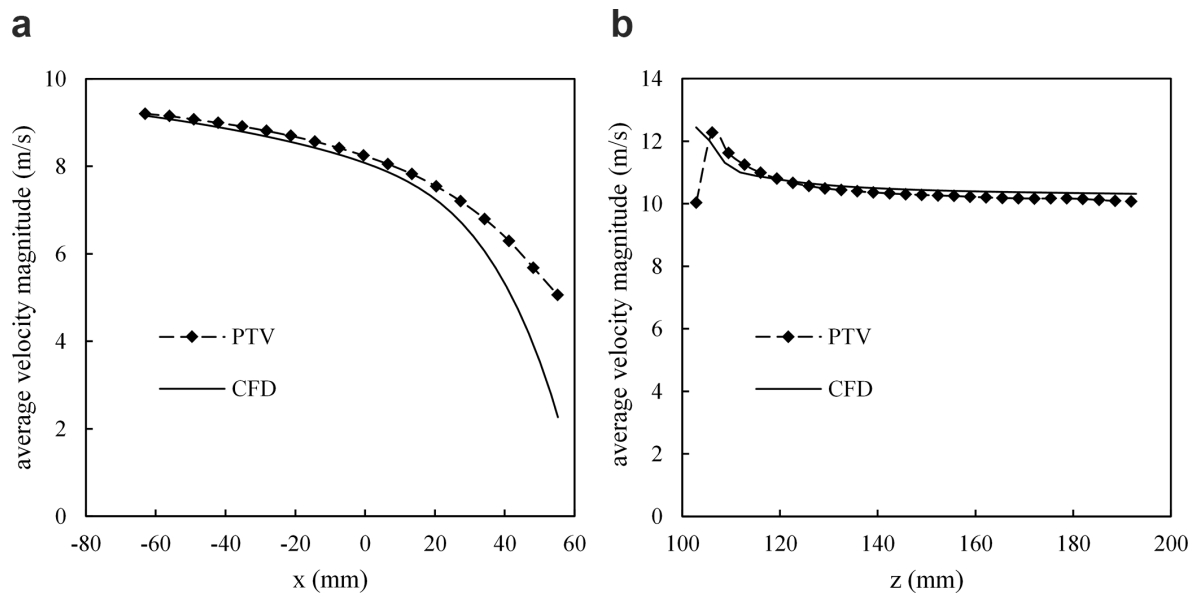 a
average velocity magnitude (m/s)
10
8
6
4
2
0
-80 -60 -40 -20 0 20 40 60
x (mm)
PTV
CFD
b
average velocity magnitude (m/s)
14
12
10
8
6
4
2
0
100 120 140 160 180 200
z (mm)
PTV
CFD